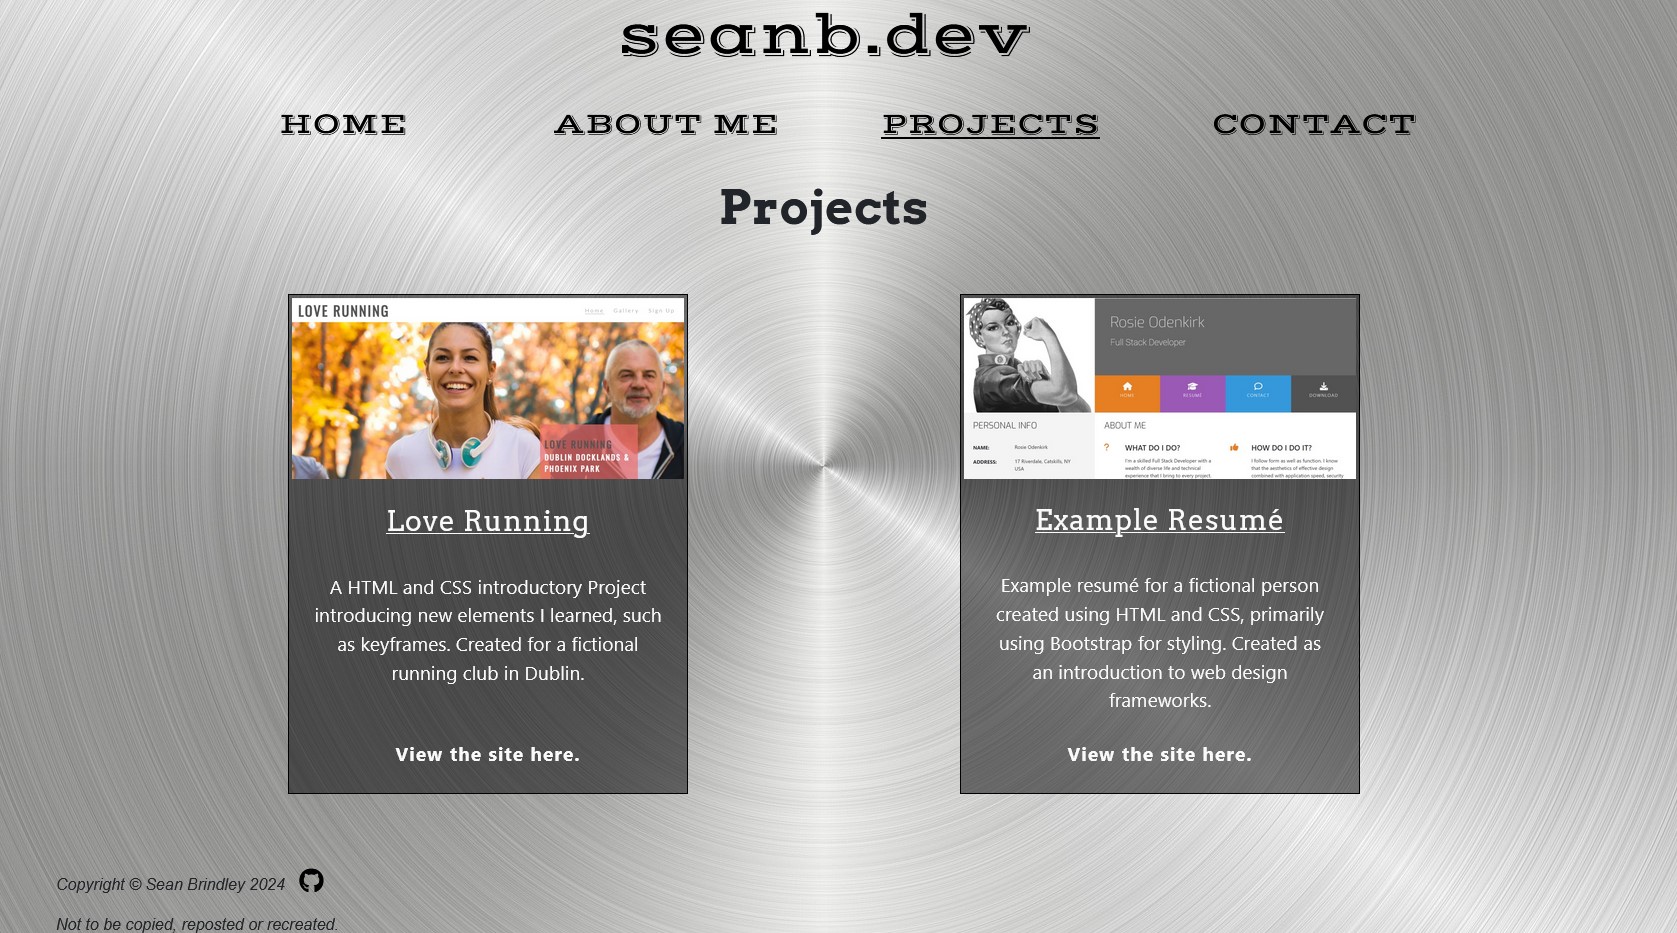 seanb.dev
HOME ABOUT ME PROJECTS CONTACT
Projects
LOVE RUNNING
Home Gallery Sign Up
LOVE RUNNING
DUBLIN DOCKLANDS &
PHOENIX PARK
Love Running
A HTML and CSS introductory Project
introducing new elements I learned, such
as keyframes. Created for a fictional
running club in Dublin.
View the site here.
Rosie Odenkirk
Full Stack Developer
HOME RESUMÉ CONTACT DOWNLOAD
PERSONAL INFO
NAME: Rosie Odenkirk
ADDRESS: 17 Riverdale, Catskills, NY
USA
ABOUT ME
? WHAT DO I DO?
I'm a skilled Full Stack Developer with a
wealth of diverse life and technical
experience that I bring to every project.
HOW DO I DO IT?
I follow form as well as function. I know
that the aesthetics of effective design
combined with application speed, security
Example Resumé
Example resumé for a fictional person
created using HTML and CSS, primarily
using Bootstrap for styling. Created as
an introduction to web design
frameworks.
View the site here.
Copyright © Sean Brindley 2024
Not to be copied, reposted or recreated.